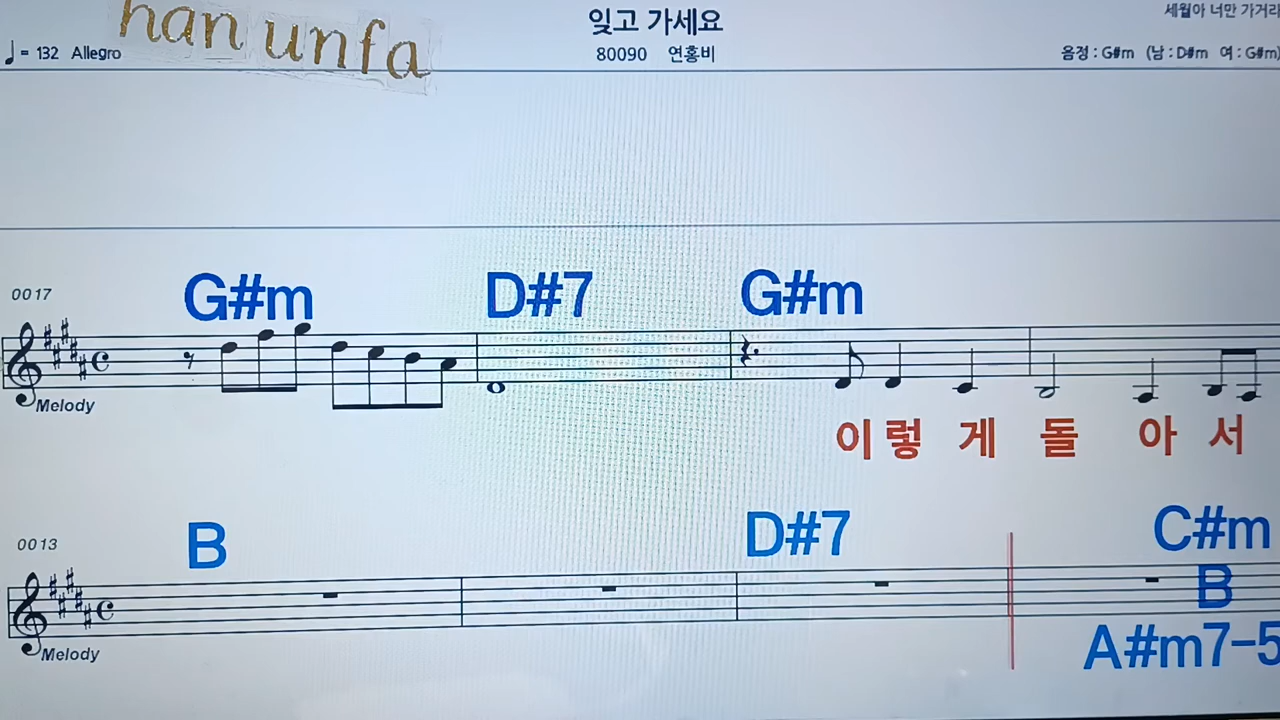 han unfa
잊고 가세요
세월아 너만 가거라
♩= 132 Allegro
80090 연홍비
음정 : G#m (남 : D#m 여 : G#m)
G#m D#7 G#m
0017
Melody
이 렇 게 돌 아 서
B D#7 C#m
0013
B
A#m7-5
Melody